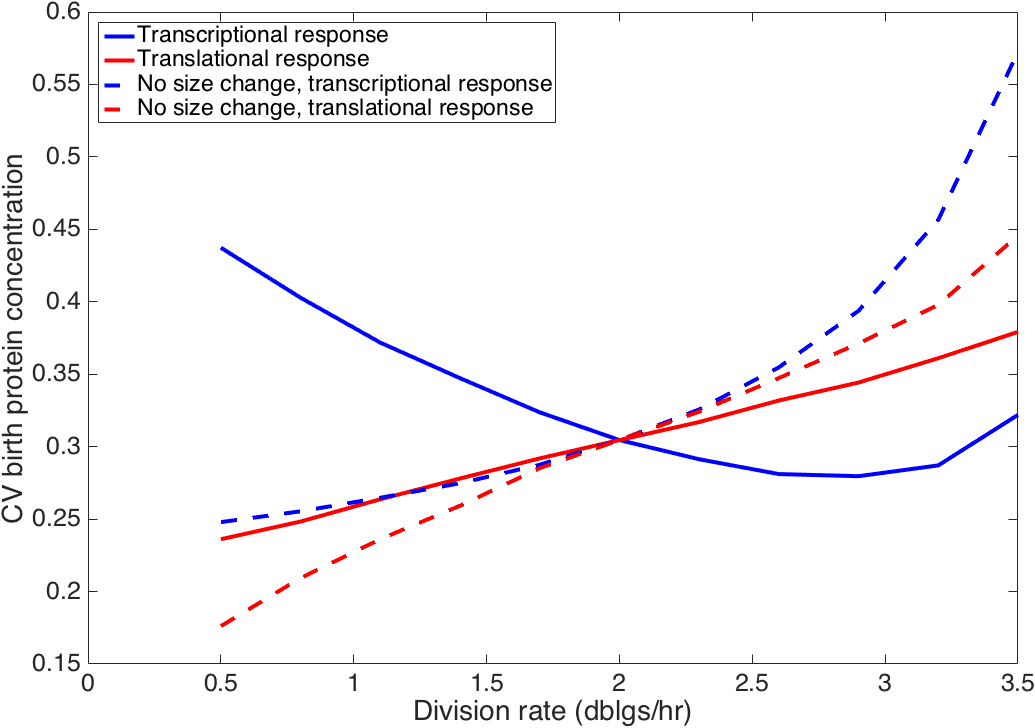 0.6
0.55
0.5
0.45
0.4
0.35
0.3
0.25
0.2
0.15
CV birth protein concentration
Transcriptional response
Translational response
No size change, transcriptional response
No size change, translational response
0 0.5 1 1.5 2 2.5 3 3.5
Division rate (dblgs/hr)